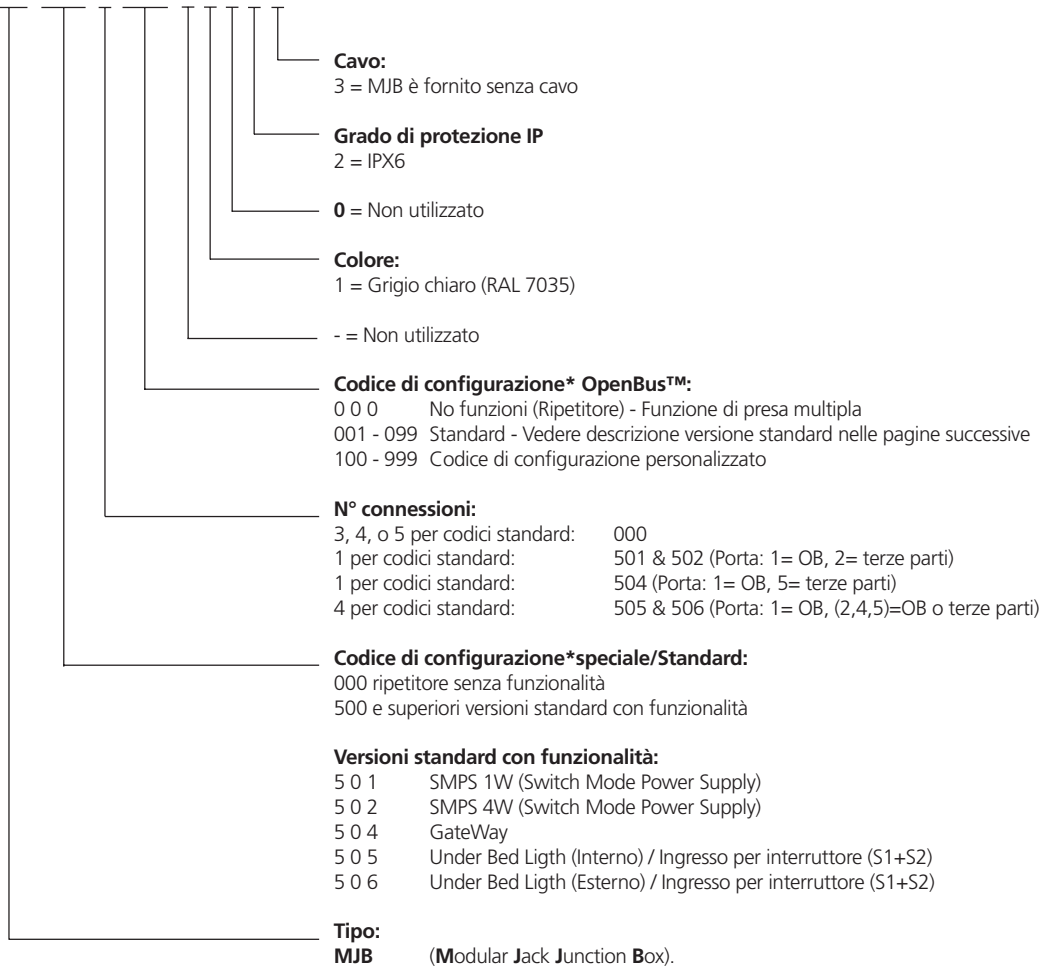 Cavo:
3 = MJB è fornito senza cavo
Grado di protezione IP
2 = IPX6
0 = Non utilizzato
Colore:
1 = Grigio chiaro (RAL 7035)
- = Non utilizzato
Codice di configurazione* OpenBus™:
0 0 0 No funzioni (Ripetitore) - Funzione di presa multipla
001 - 099 Standard - Vedere descrizione versione standard nelle pagine successive
100 - 999 Codice di configurazione personalizzato
N° connessioni:
3, 4, o 5 per codici standard: 000
1 per codici standard: 501 & 502 (Porta: 1= OB, 2= terze parti)
1 per codici standard: 504 (Porta: 1= OB, 5= terze parti)
4 per codici standard: 505 & 506 (Porta: 1= OB, (2,4,5)=OB o terze parti)
Codice di configurazione*speciale/Standard:
000 ripetitore senza funzionalità
500 e superiori versioni standard con funzionalità
Versioni standard con funzionalità:
5 0 1 SMPS 1W (Switch Mode Power Supply)
5 0 2 SMPS 4W (Switch Mode Power Supply)
5 0 4 GateWay
5 0 5 Under Bed Ligth (Interno) / Ingresso per interruttore (S1+S2)
5 0 6 Under Bed Ligth (Esterno) / Ingresso per interruttore (S1+S2)
Tipo:
MJB (Modular Jack Junction Box).